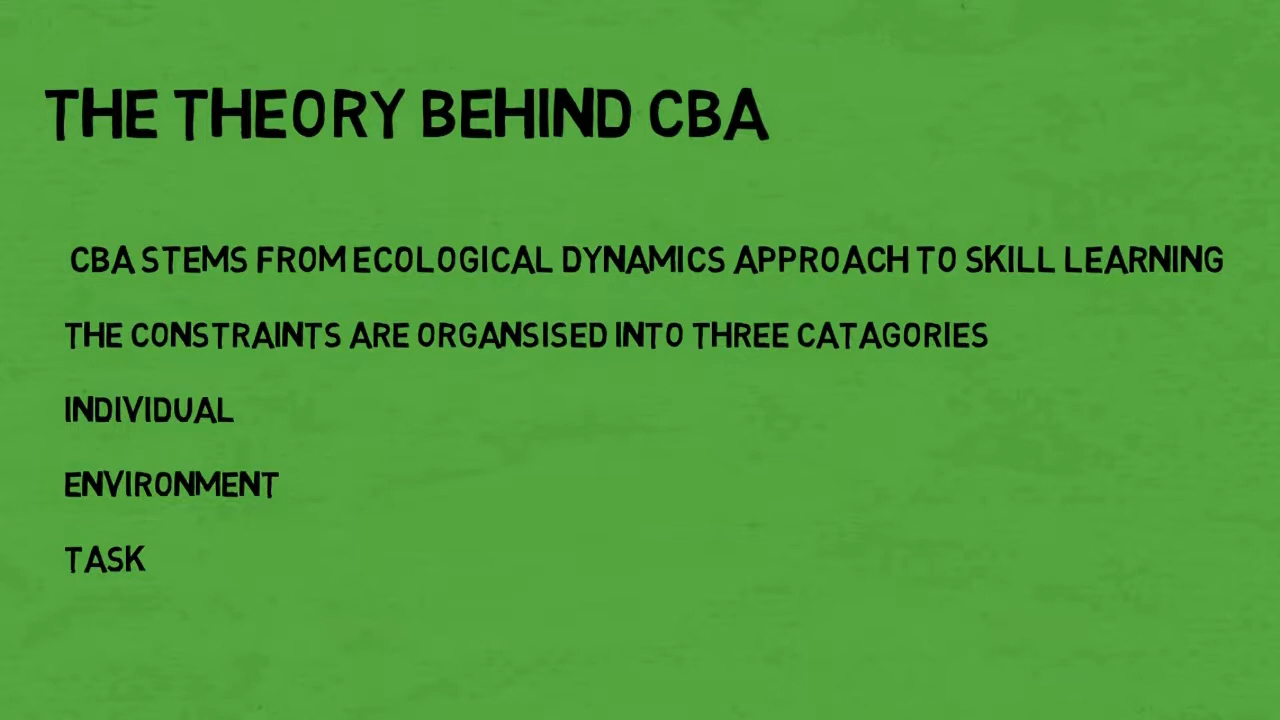 THE THEORY BEHIND CBA
CBA STEMS FROM ECOLOGICAL DYNAMICS APPROACH TO SKILL LEARNING
THE CONSTRAINTS ARE ORGANSISED INTO THREE CATAGORIES
INDIVIDUAL
ENVIRONMENT
TASK